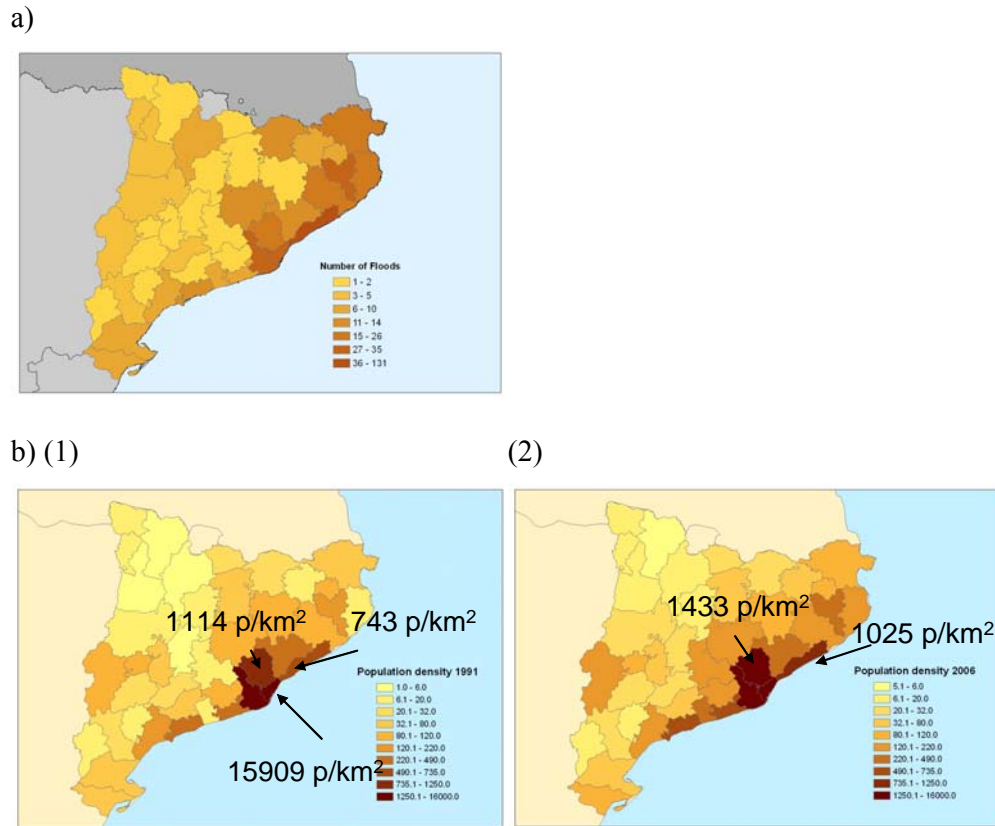 a)
Number of Floods
1 - 2
3 - 5
6 - 10
11 - 14
15 - 26
27 - 35
36 - 131
b) (1)
(2)
1114 p/km²
743 p/km²
15909 p/km²
Population density 1991
1.0 - 6.0
6.1 - 20.0
20.1 - 32.0
32.1 - 80.0
80.1 - 120.0
120.1 - 220.0
220.1 - 490.0
490.1 - 735.0
735.1 - 1250.0
1250.1 - 16000.0
1433 p/km²
1025 p/km²
Population density 2006
5.1 - 6.0
6.1 - 20.0
20.1 - 32.0
32.1 - 80.0
80.1 - 120.0
120.1 - 220.0
220.1 - 490.0
490.1 - 735.0
735.1 - 1250.0
1250.1 - 16000.0